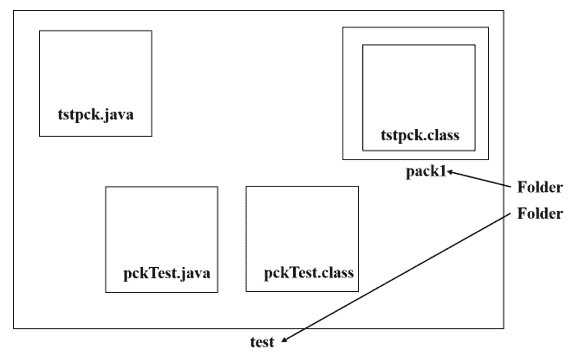 tstpck.java
tstpck.class
pack1
Folder
Folder
pckTest.java
pckTest.class
test